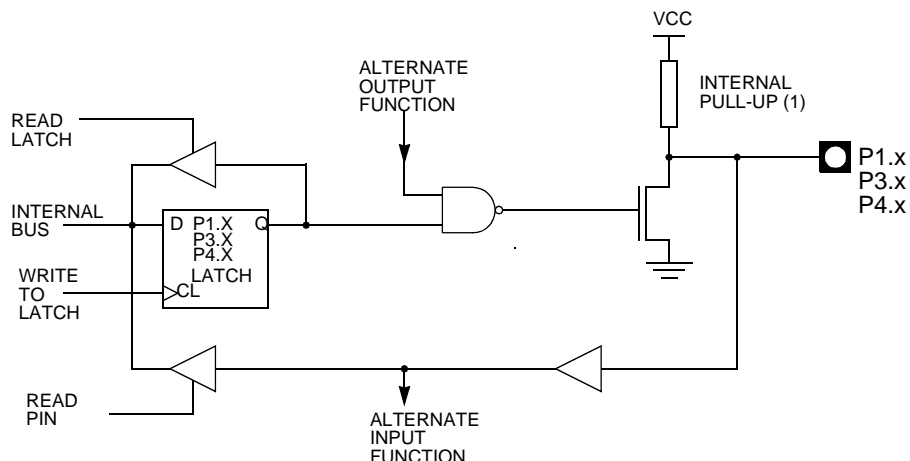 VCC
ALTERNATE
OUTPUT
FUNCTION
INTERNAL
PULL-UP (1)
READ
LATCH
P1.x
P3.x
P4.x
INTERNAL
BUS
D P1.X Q
P3.X
P4.X
LATCH
CL
WRITE
TO
LATCH
READ
PIN
ALTERNATE
INPUT
FUNCTION